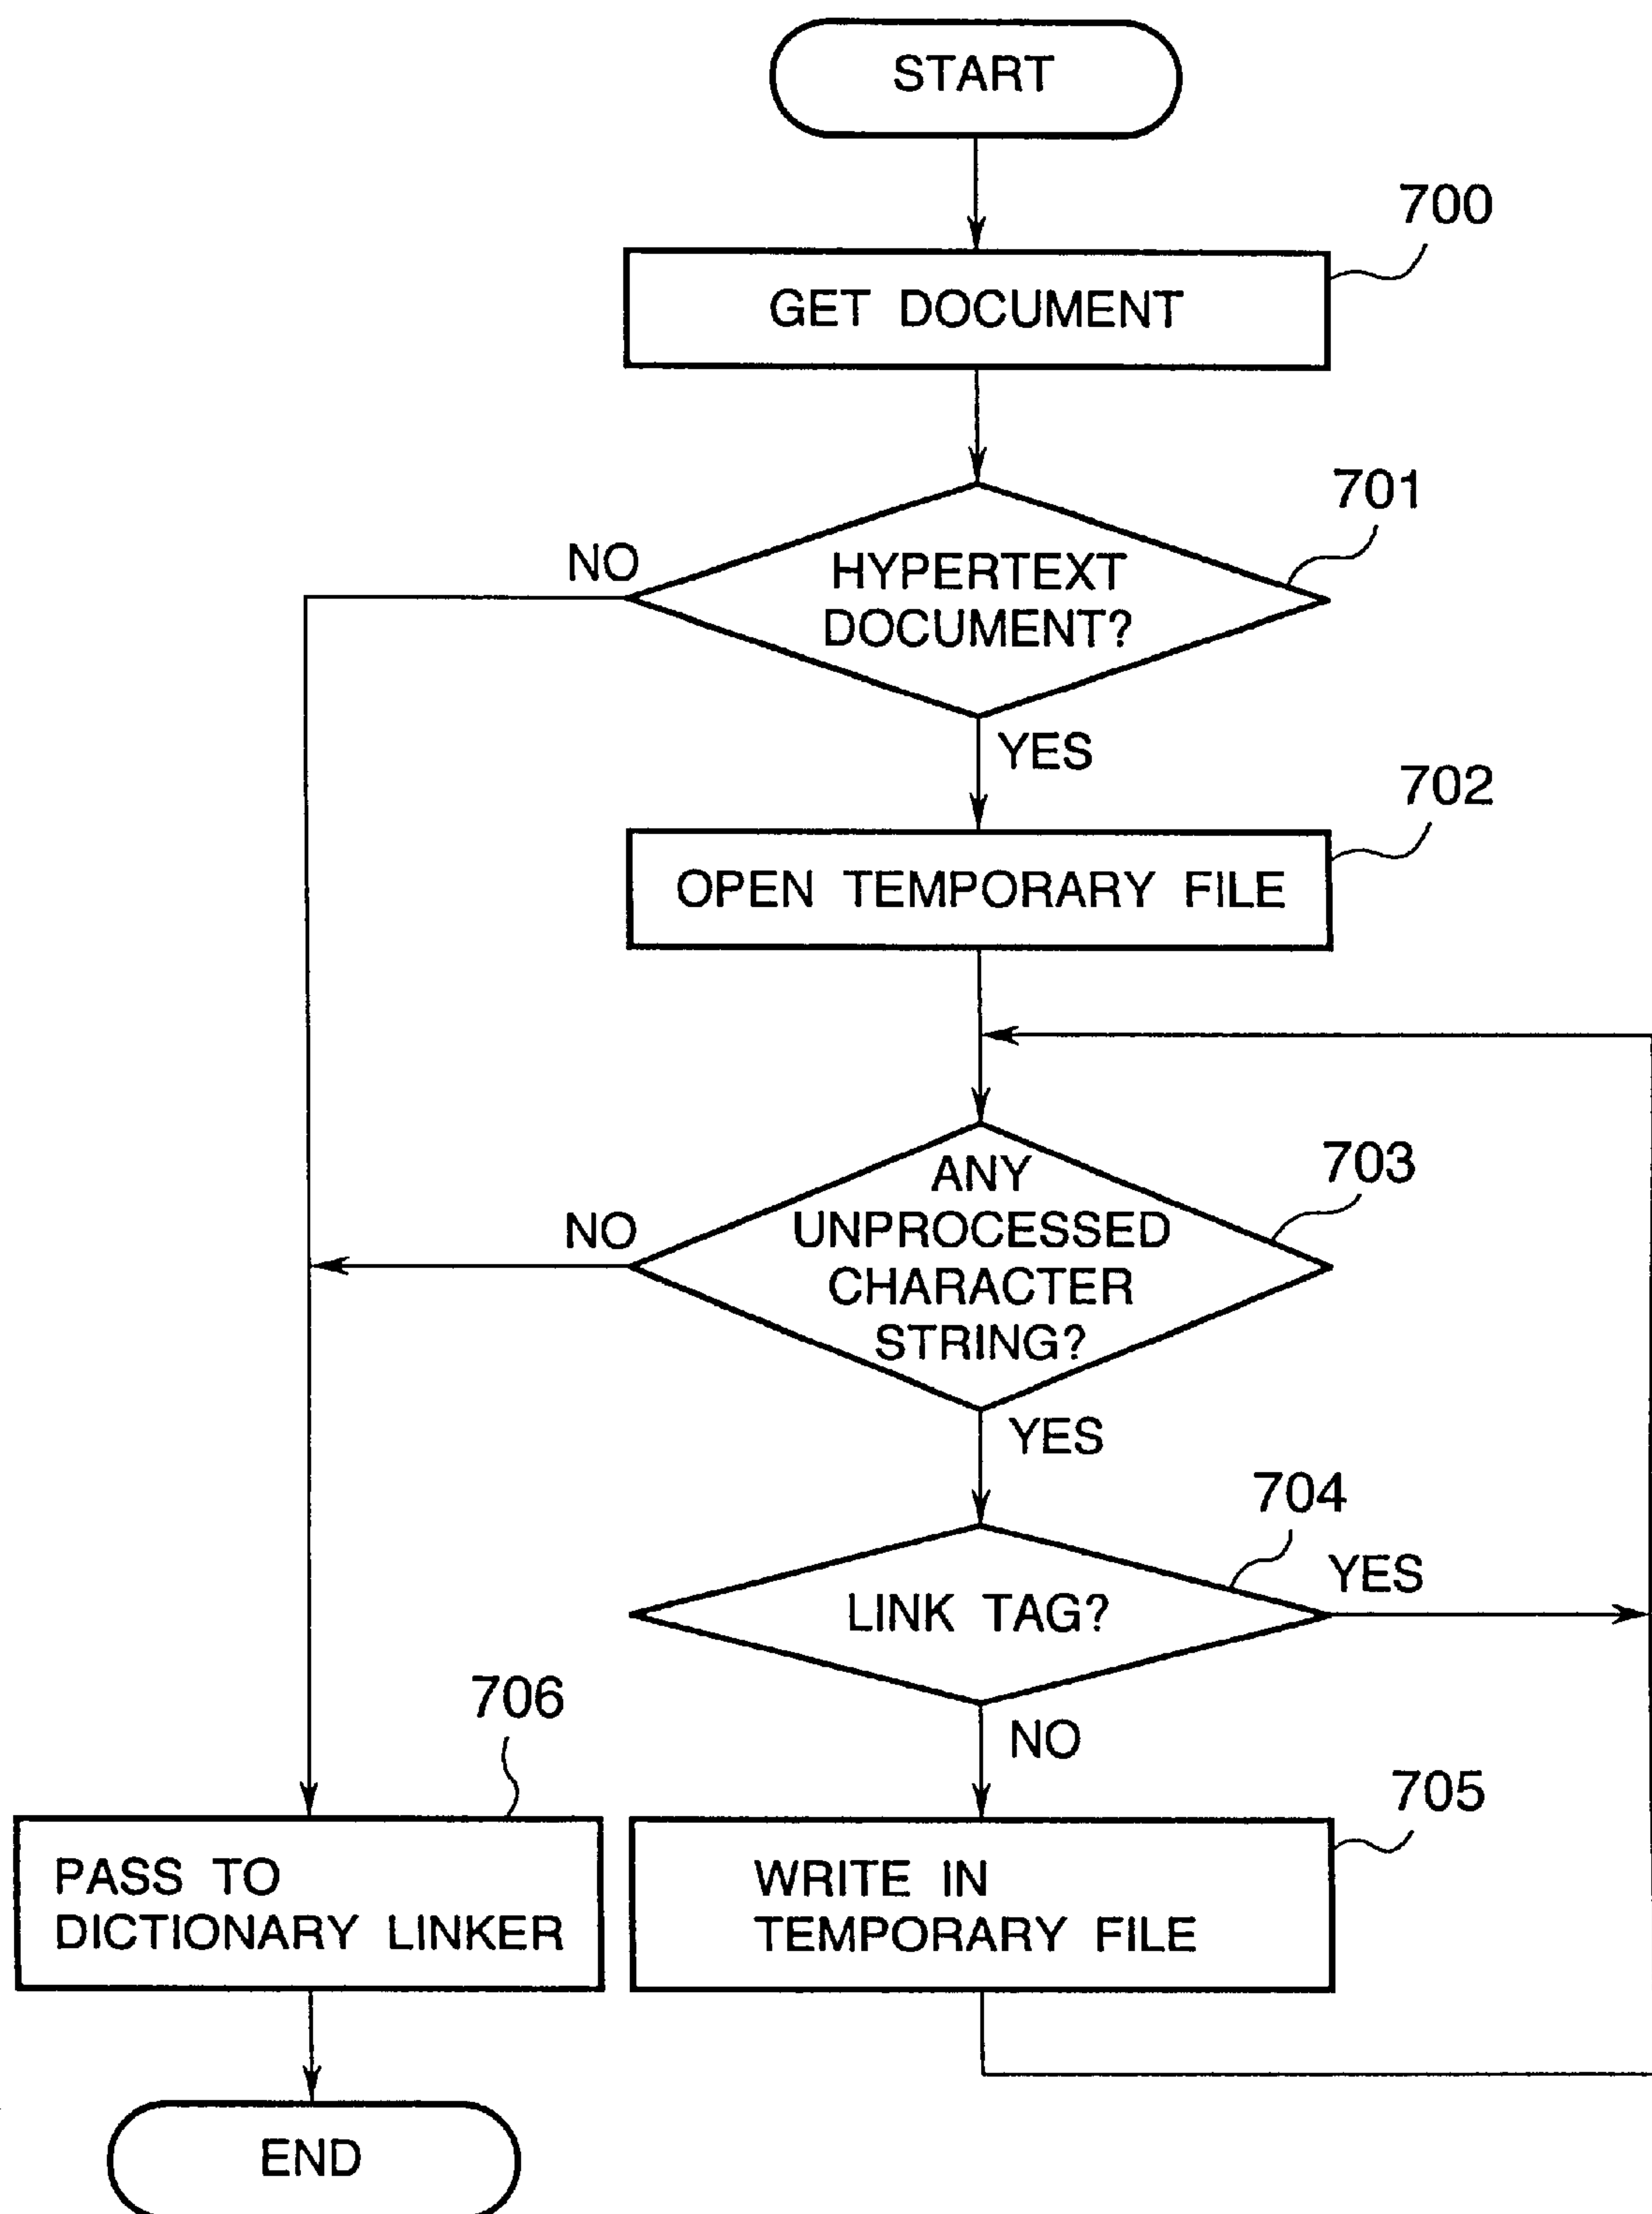 START
700
GET DOCUMENT
701
NO
HYPERTEXT
DOCUMENT?
YES
702
OPEN TEMPORARY FILE
703
NO
ANY
UNPROCESSED
CHARACTER
STRING?
YES
704
LINK TAG?
YES
NO
706
705
PASS TO
DICTIONARY LINKER
WRITE IN
TEMPORARY FILE
END